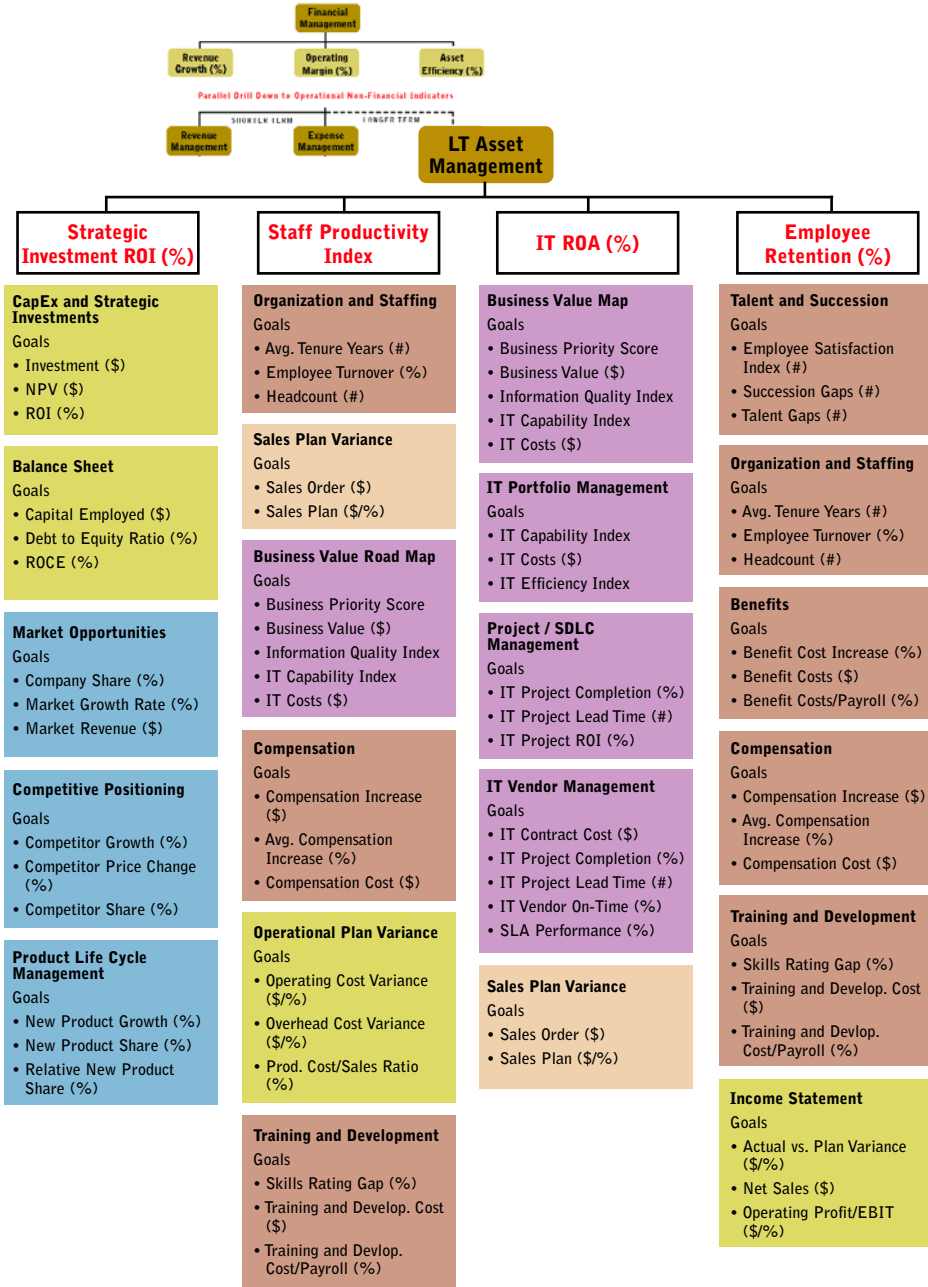 Financial
Management
Revenue
Growth (%)
Operating
Margin (%)
Asset
Efficiency (%)
Parallel Drill Down to Operational Non-Financial Indicators
SHORTER TERM
LONGER TERM
Revenue
Management
Expense
Management
LT Asset
Management
Strategic
Investment ROI (%)
CapEx and Strategic
Investments
Goals
• Investment ($)
• NPV ($)
• ROI (%)
Balance Sheet
Goals
• Capital Employed ($)
• Debt to Equity Ratio (%)
• ROCE (%)
Market Opportunities
Goals
• Company Share (%)
• Market Growth Rate (%)
• Market Revenue ($)
Competitive Positioning
Goals
• Competitor Growth (%)
• Competitor Price Change
(%)
• Competitor Share (%)
Product Life Cycle
Management
Goals
• New Product Growth (%)
• New Product Share (%)
• Relative New Product
Share (%)
Staff Productivity
Index
Organization and Staffing
Goals
• Avg. Tenure Years (#)
• Employee Turnover (%)
• Headcount (#)
Sales Plan Variance
Goals
• Sales Order ($)
• Sales Plan ($/%)
Business Value Road Map
Goals
• Business Priority Score
• Business Value ($)
• Information Quality Index
• IT Capability Index
• IT Costs ($)
Compensation
Goals
• Compensation Increase
($)
• Avg. Compensation
Increase (%)
• Compensation Cost ($)
Operational Plan Variance
Goals
• Operating Cost Variance
($/%)
• Overhead Cost Variance
($/%)
• Prod. Cost/Sales Ratio
(%)
Training and Development
Goals
• Skills Rating Gap (%)
• Training and Develop. Cost
($)
• Training and Devlop.
Cost/Payroll (%)
IT ROA (%)
Business Value Map
Goals
• Business Priority Score
• Business Value ($)
• Information Quality Index
• IT Capability Index
• IT Costs ($)
IT Portfolio Management
Goals
• IT Capability Index
• IT Costs ($)
• IT Efficiency Index
Project / SDLC
Management
Goals
• IT Project Completion (%)
• IT Project Lead Time (#)
• IT Project ROI (%)
IT Vendor Management
Goals
• IT Contract Cost ($)
• IT Project Completion (%)
• IT Project Lead Time (#)
• IT Vendor On-Time (%)
• SLA Performance (%)
Sales Plan Variance
Goals
• Sales Order ($)
• Sales Plan ($/%)
Employee
Retention (%)
Talent and Succession
Goals
• Employee Satisfaction
Index (#)
• Succession Gaps (#)
• Talent Gaps (#)
Organization and Staffing
Goals
• Avg. Tenure Years (#)
• Employee Turnover (%)
• Headcount (#)
Benefits
Goals
• Benefit Cost Increase (%)
• Benefit Costs ($)
• Benefit Costs/Payroll (%)
Compensation
Goals
• Compensation Increase ($)
• Avg. Compensation
Increase (%)
• Compensation Cost ($)
Training and Development
Goals
• Skills Rating Gap (%)
• Training and Develop. Cost
($)
• Training and Devlop.
Cost/Payroll (%)
Income Statement
Goals
• Actual vs. Plan Variance
($/%)
• Net Sales ($)
• Operating Profit/EBIT
($/%)